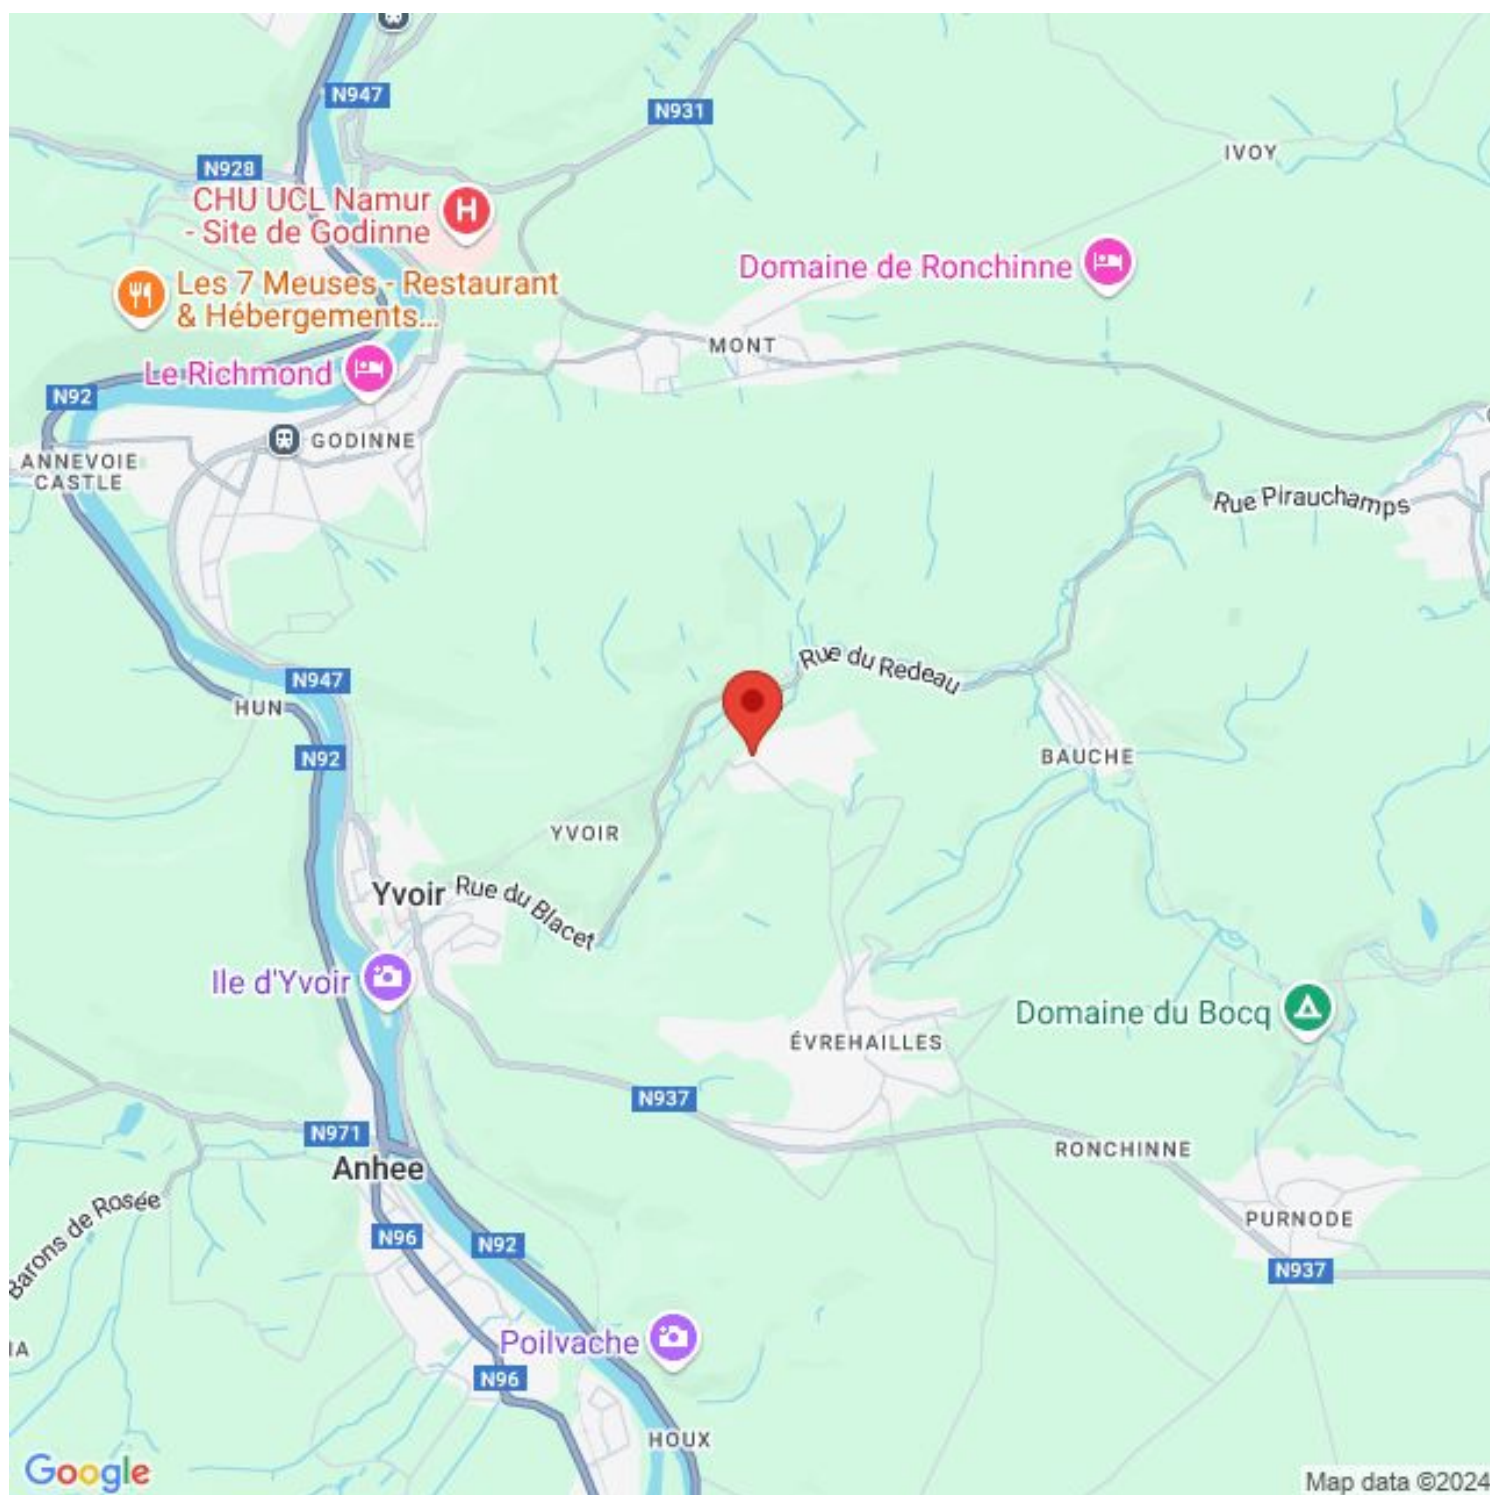 N947
N931
IVOY
N928
CHU UCL Namur
- Site de Godinne
Domaine de Ronchinne
Les 7 Meuses - Restaurant
& Hébergements...
MONT
Le Richmond
N92
GODINNE
ANNEVOIE
CASTLE
Rue Pirauchamps
Rue du Redeau
N947
HUN
N92
BAUCHE
YVOIR
Yvoir
Rue du Blacet
Ile d'Yvoir
Domaine du Bocq
ÉVREHAILLES
N937
N971
RONCHINNE
Anhee
Barons de Rosée
PURNODE
N96
N92
N937
Poilvache
IA
N96
HOUX
Google
Map data ©2024